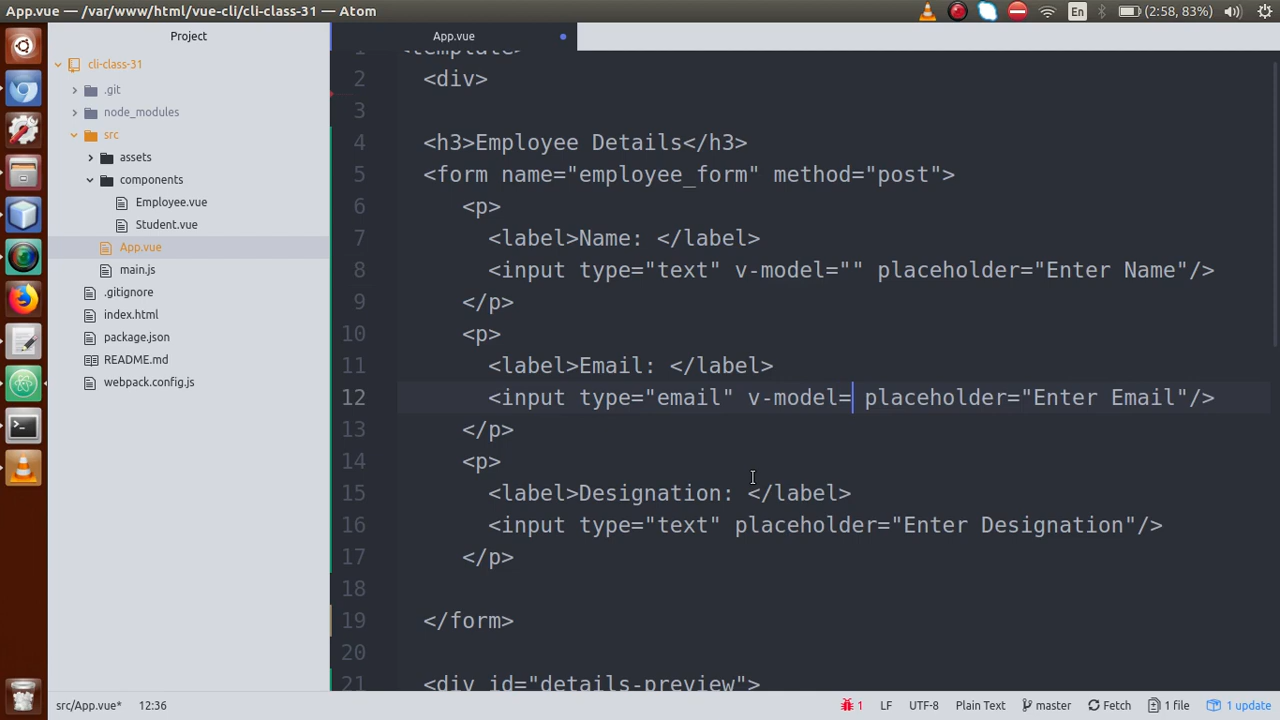 App.vue — /var/www/html/vue-cli/cli-class-31 — Atom
En
(2:58, 83%)
Project
App.vue
cli-class-31
.git
node_modules
src
assets
components
Employee.vue
Student.vue
App.vue
main.js
.gitignore
index.html
package.json
README.md
webpack.config.js
1 <template>
2 <div>
3
4 <h3>Employee Details</h3>
5 <form name="employee_form" method="post">
6 <p>
7 <label>Name: </label>
8 <input type="text" v-model="" placeholder="Enter Name"/>
9 </p>
10 <p>
11 <label>Email: </label>
12 <input type="email" v-model= placeholder="Enter Email"/>
13 </p>
14 <p>
15 <label>Designation: </label>
16 <input type="text" placeholder="Enter Designation"/>
17 </p>
18
19 </form>
20
21 <div id="details-preview">
src/App.vue* 12:36
1 LF UTF-8 Plain Text master Fetch 1 file 1 update